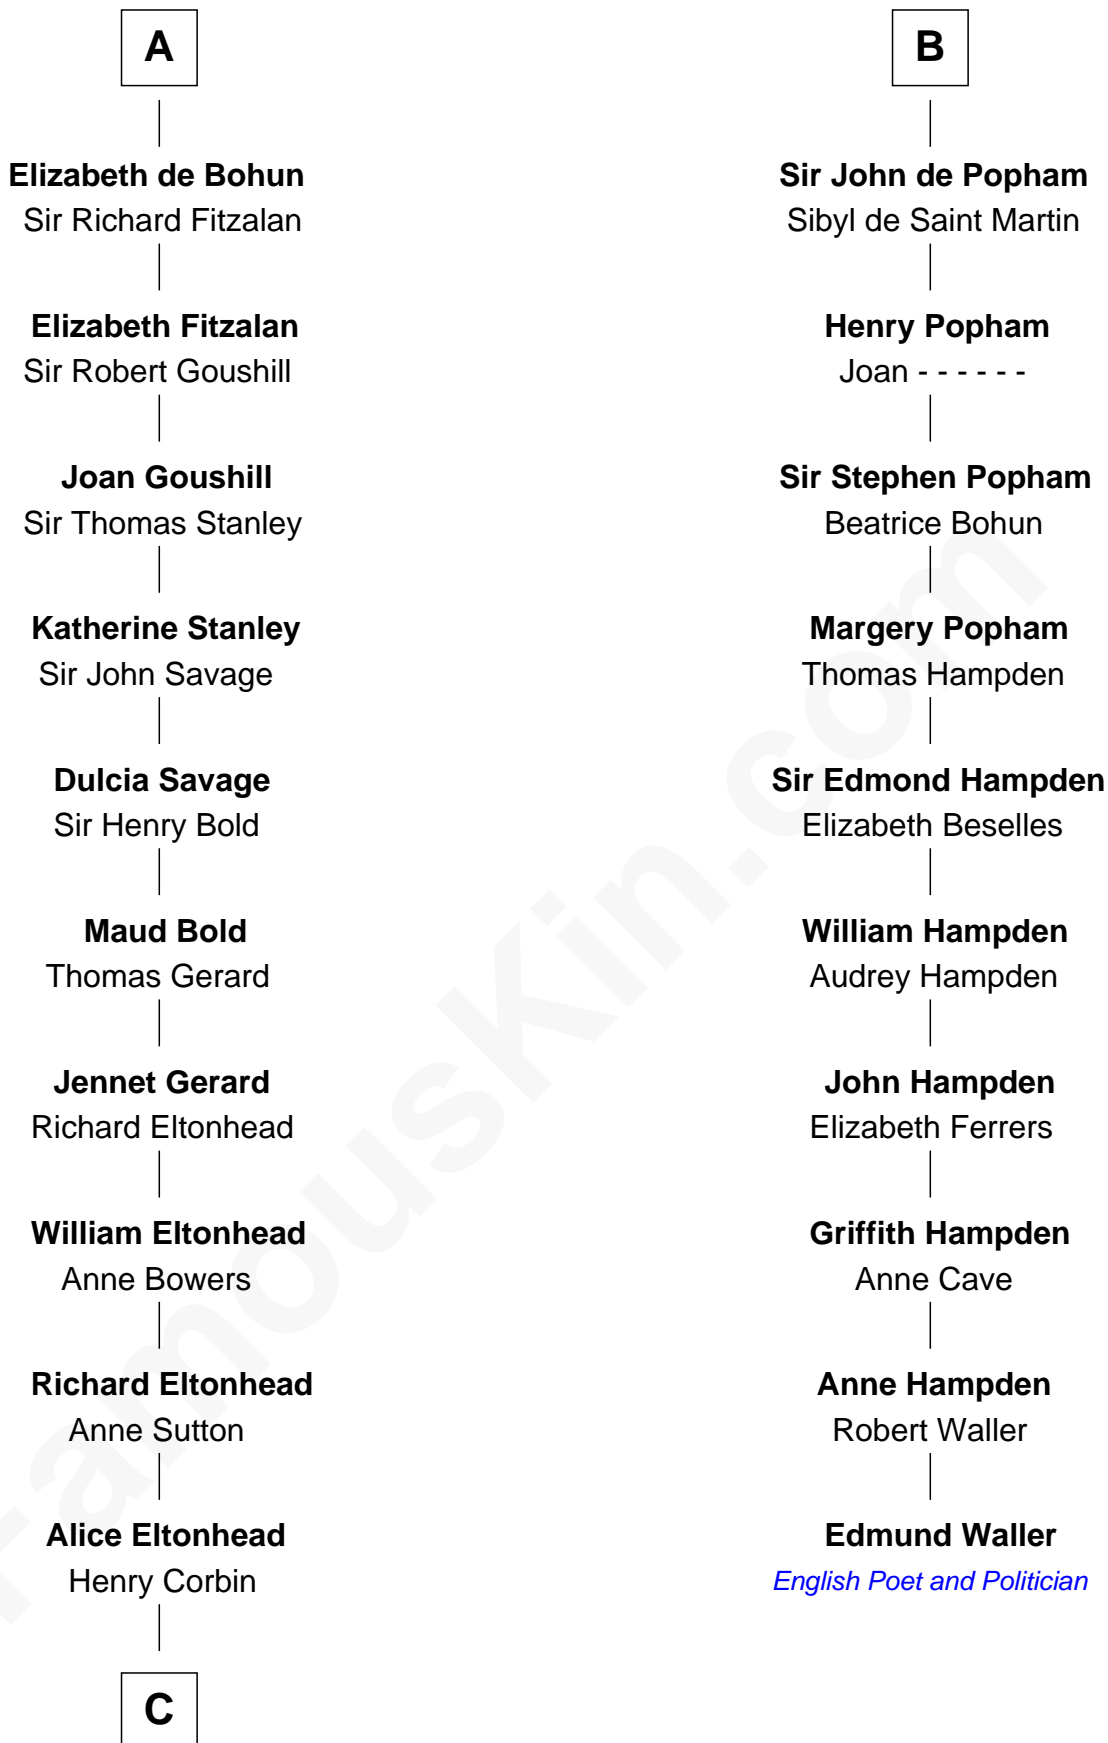 A
Elizabeth de Bohun
Sir Richard Fitzalan
Elizabeth Fitzalan
Sir Robert Goushill
Joan Goushill
Sir Thomas Stanley
Katherine Stanley
Sir John Savage
Dulcia Savage
Sir Henry Bold
Maud Bold
Thomas Gerard
Jennet Gerard
Richard Eltonhead
William Eltonhead
Anne Bowers
Richard Eltonhead
Anne Sutton
Alice Eltonhead
Henry Corbin
C
B
Sir John de Popham
Sibyl de Saint Martin
Henry Popham
Joan - - - - - -
Sir Stephen Popham
Beatrice Bohun
Margery Popham
Thomas Hampden
Sir Edmond Hampden
Elizabeth Beselles
William Hampden
Audrey Hampden
John Hampden
Elizabeth Ferrers
Griffith Hampden
Anne Cave
Anne Hampden
Robert Waller
Edmund Waller
English Poet and Politician
FamousKin.com